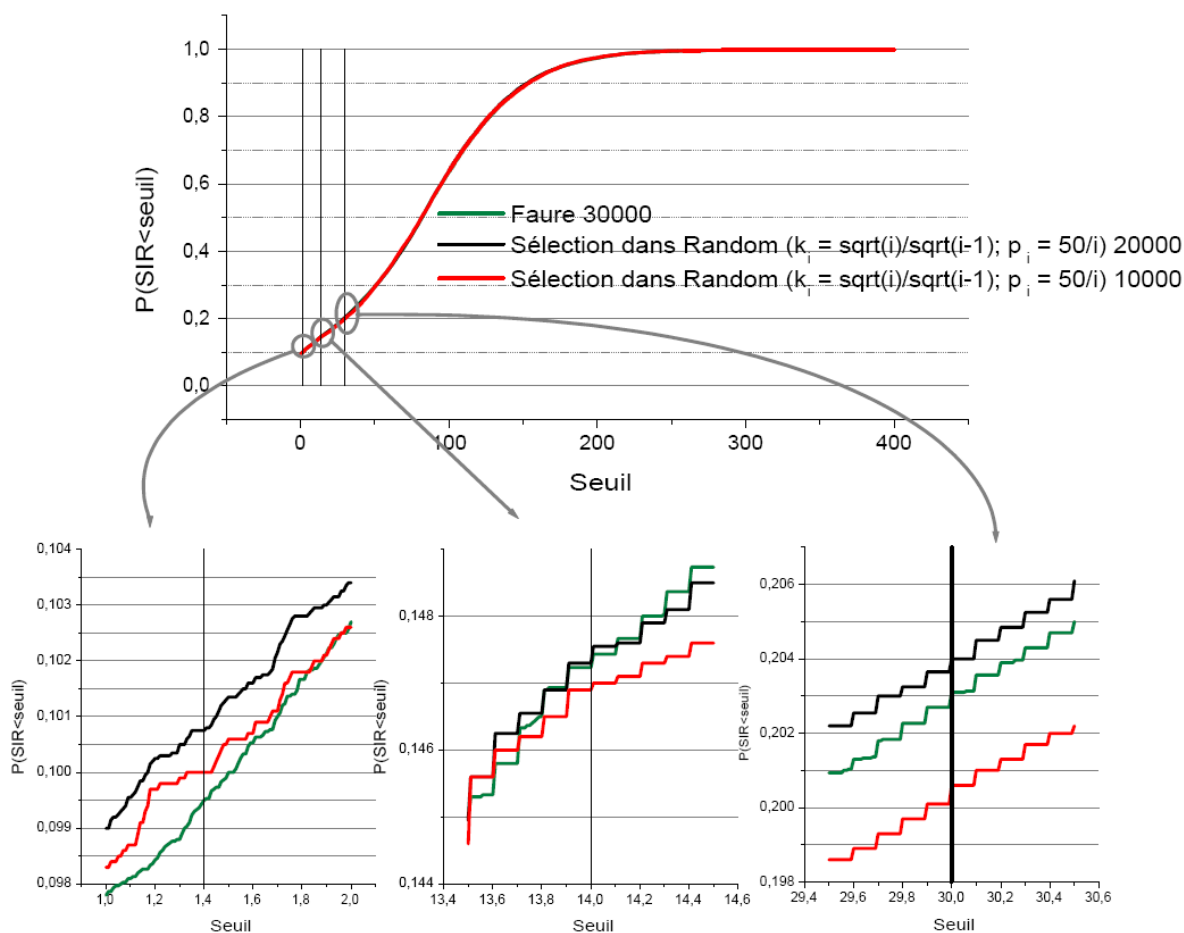 1,0
0,8
0,6
0,4
0,2
0,0
P(SIR<seuil)
Faure 30000
Sélection dans Random (k_i = sqrt(i)/sqrt(i-1); p_i = 50/i) 20000
Sélection dans Random (k_i = sqrt(i)/sqrt(i-1); p_i = 50/i) 10000
0 100 200 300 400
Seuil
0,104
0,103
0,102
0,101
0,100
0,099
0,098
P(SIR<seuil)
1,0 1,2 1,4 1,6 1,8 2,0
Seuil
0,148
0,146
0,144
P(SIR<seuil)
13,4 13,6 13,8 14,0 14,2 14,4 14,6
Seuil
0,206
0,204
0,202
0,200
0,198
P(SIR<seuil)
29,4 29,6 29,8 30,0 30,2 30,4 30,6
Seuil